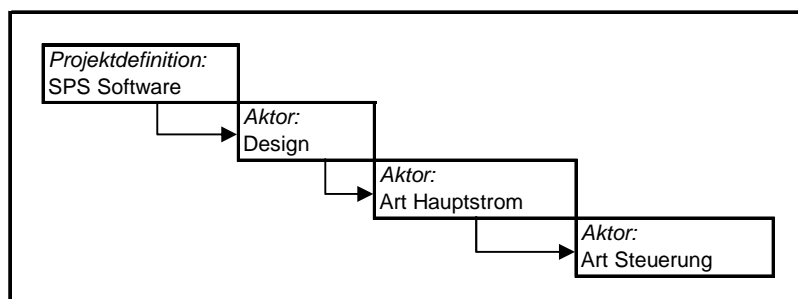 Projektdefinition:
SPS Software
Aktor:
Design
Aktor:
Art Hauptstrom
Aktor:
Art Steuerung